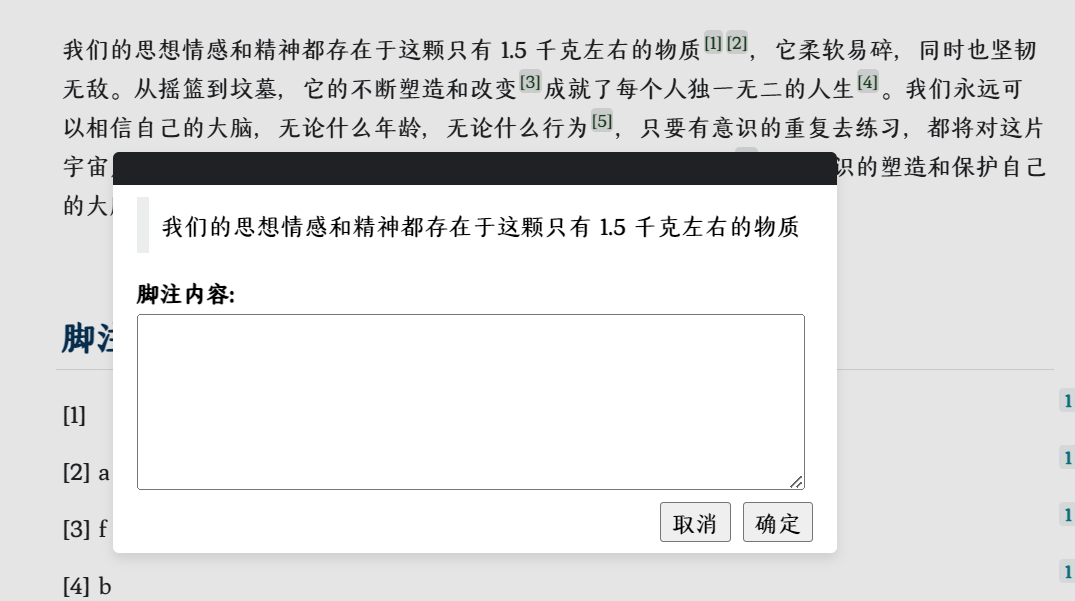 我们的思想情感和精神都存在于这颗只有 1.5 千克左右的物质[1][2]，它柔软易碎，同时也坚韧
无敌。从摇篮到坟墓，它的不断塑造和改变[3]成就了每个人独一无二的人生[4]。我们永远可
以相信自己的大脑，无论什么年龄，无论什么行为[5]，只要有意识的重复去练习，都将对这片
宇宙
识的塑造和保护自己
的大
我们的思想情感和精神都存在于这颗只有 1.5 千克左右的物质
脚注内容:
取消 确定
脚注
[1] 1
[2] a 1
[3] f 1
[4] b 1